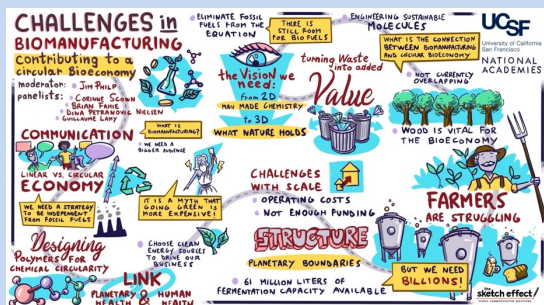 CHALLENGES in
BIOMANUFACTURING
Contributing to a
circular Bioeconomy
moderator: Jim Philp
panelists:
Corinne Scown
Brian Fahie
Dina Petranovic Nielsen
Guillaume Lamy
COMMUNICATION
WHAT IS
BIOMANUFACTURING?
WE NEED A
BIGGER AUDIENCE
LINEAR VS. CIRCULAR
ECONOMY
WE NEED A STRATEGY
TO BE INDEPENDENT
FROM FOSSIL FUELS
IT IS A MYTH THAT
GOING GREEN IS
MORE EXPENSIVE!
Designing
POLYMERS FOR
CHEMICAL CIRCULARITY
CHOOSE CLEAN
ENERGY SOURCES
TO DRIVE OUR
BUSINESS
LINK
PLANETARY & HUMAN
HEALTH HEALTH
ELIMINATE FOSSIL
FUELS FROM THE
EQUATION
THERE IS
STILL ROOM
FOR BIO FUELS
the VISION we
need:
from 2D
MAN MADE CHEMISTRY
to 3D
WHAT NATURE HOLDS
ENGINEERING SUSTAINABLE
MOLECULES
turning Waste
into added
Value
CHALLENGES
WITH SCALE
OPERATING COSTS
NOT ENOUGH FUNDING
STRUCTURE
PLANETARY BOUNDARIES
61 MILLION LITERS OF
FERMENTATION CAPACITY AVAILABLE
BUT WE NEED
BILLIONS!
UCSF
University of California
San Francisco
NATIONAL
ACADEMIES
WHAT IS THE CONNECTION
BETWEEN BIOMANUFACTURING
AND CIRCULAR BIOECONOMY
NOT CURRENTLY
OVERLAPPING
WOOD IS VITAL FOR
THE BIOECONOMY
FARMERS
ARE STRUGGLING
the sketch effect